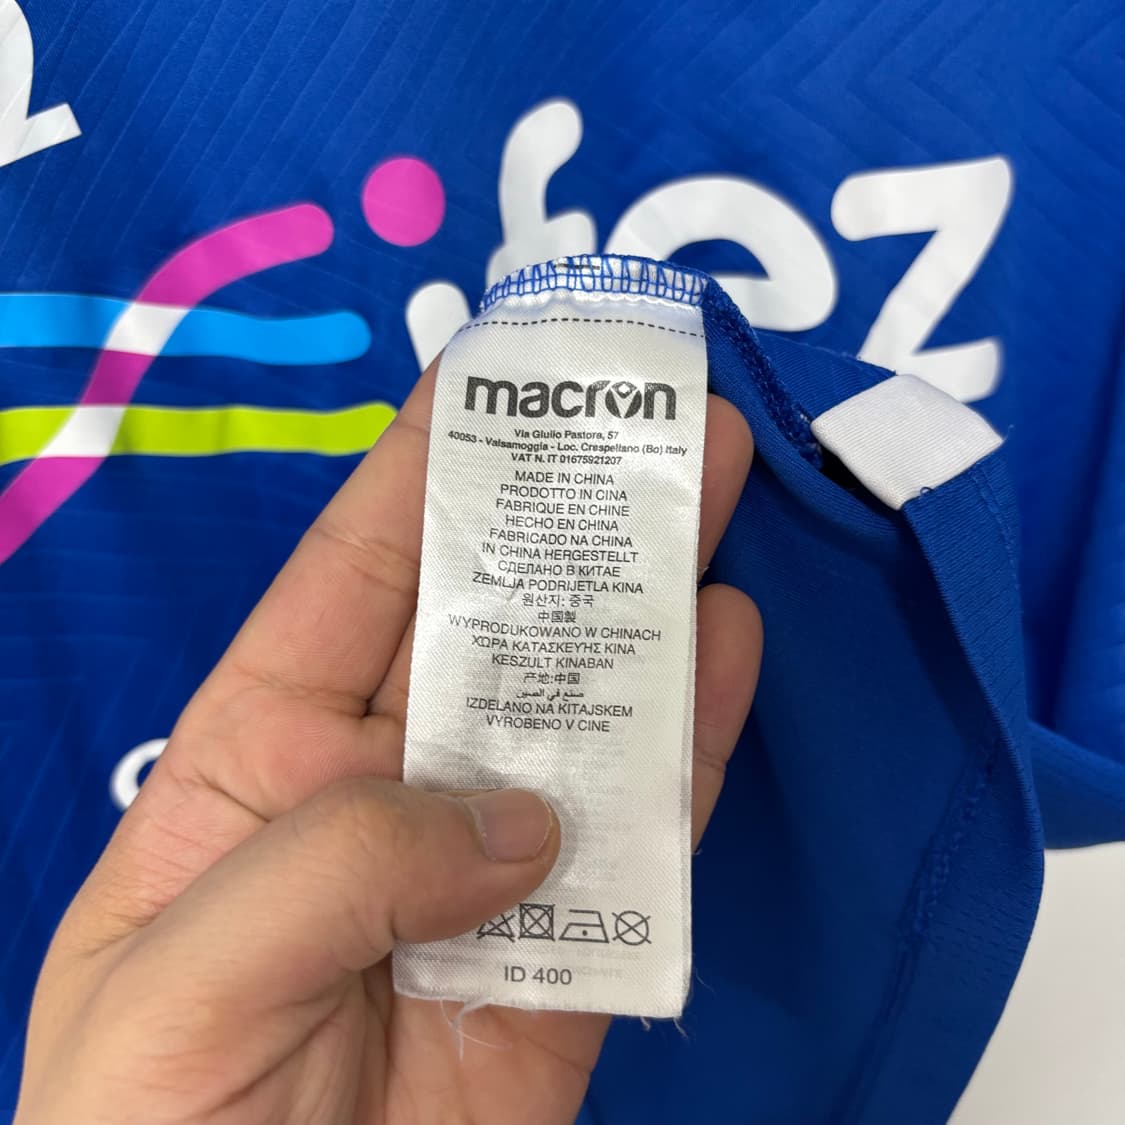 ifez
macron
Via Giulio Pastore, 57
40053 - Valsamoggia - Loc. Crespellano (Bo) Italy
VAT N. IT 01675921207
MADE IN CHINA
PRODOTTO IN CINA
FABRIQUE EN CHINE
HECHO EN CHINA
FABRICADO NA CHINA
IN CHINA HERGESTELLT
СДЕЛАНО В КИТАЕ
ZEMLJA PODRIJETLA KINA
원산지: 중국
中国製
WYPRODUKOWANO W CHINACH
ΧΩΡΑ ΚΑΤΑΣΚΕΥΗΣ ΚΙΝΑ
KESZULT KINABAN
产地:中国
صنع في الصين
IZDELANO NA KITAJSKEM
VYROBENO V CINE
ID 400